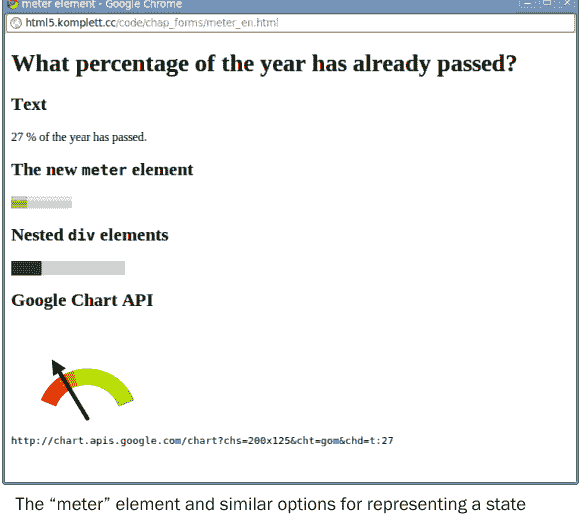 meter element - Google Chrome
html5.komplett.cc/code/chap_forms/meter_en.html
What percentage of the year has already passed?
Text
27 % of the year has passed.
The new meter element
Nested div elements
Google Chart API
http://chart.apis.google.com/chart?chs=200x125&cht=gom&chd=t:27
The “meter” element and similar options for representing a state